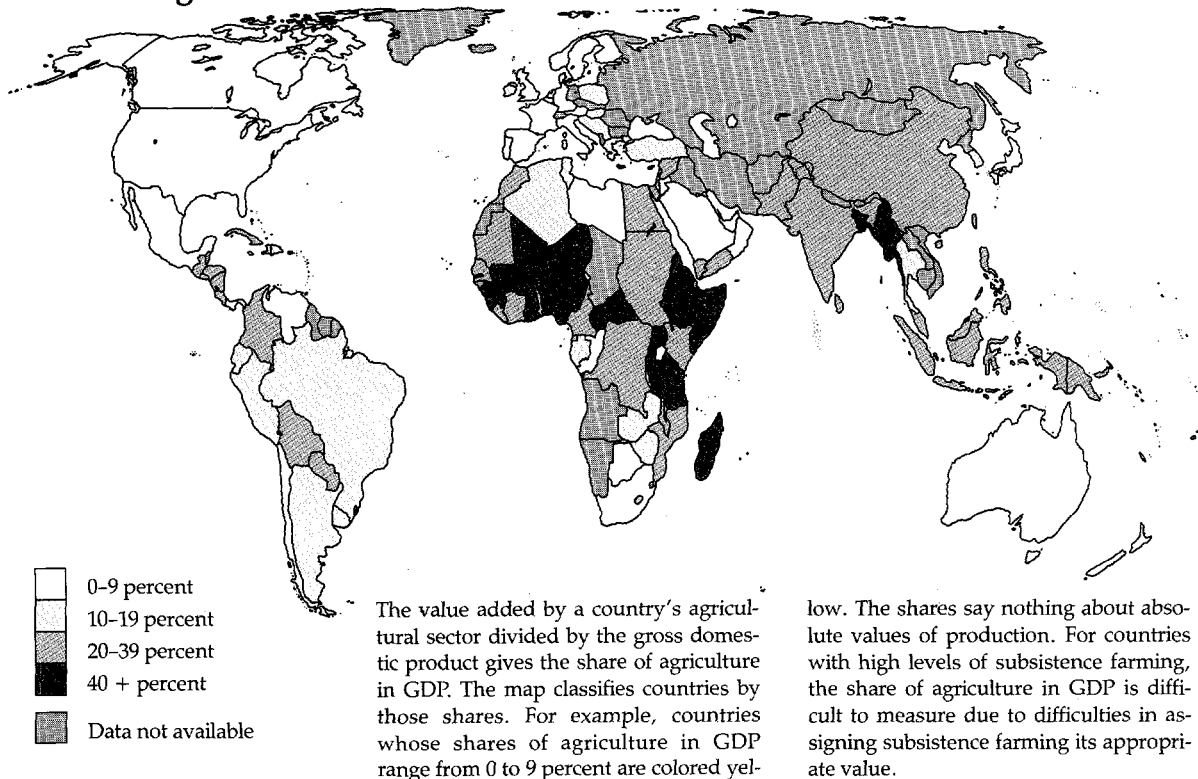 0–9 percent
10–19 percent
20–39 percent
40 + percent
Data not available
The value added by a country's agricul-
tural sector divided by the gross domes-
tic product gives the share of agriculture
in GDP. The map classifies countries by
those shares. For example, countries
whose shares of agriculture in GDP
range from 0 to 9 percent are colored yel-
low. The shares say nothing about abso-
lute values of production. For countries
with high levels of subsistence farming,
the share of agriculture in GDP is diffi-
cult to measure due to difficulties in as-
signing subsistence farming its appropri-
ate value.